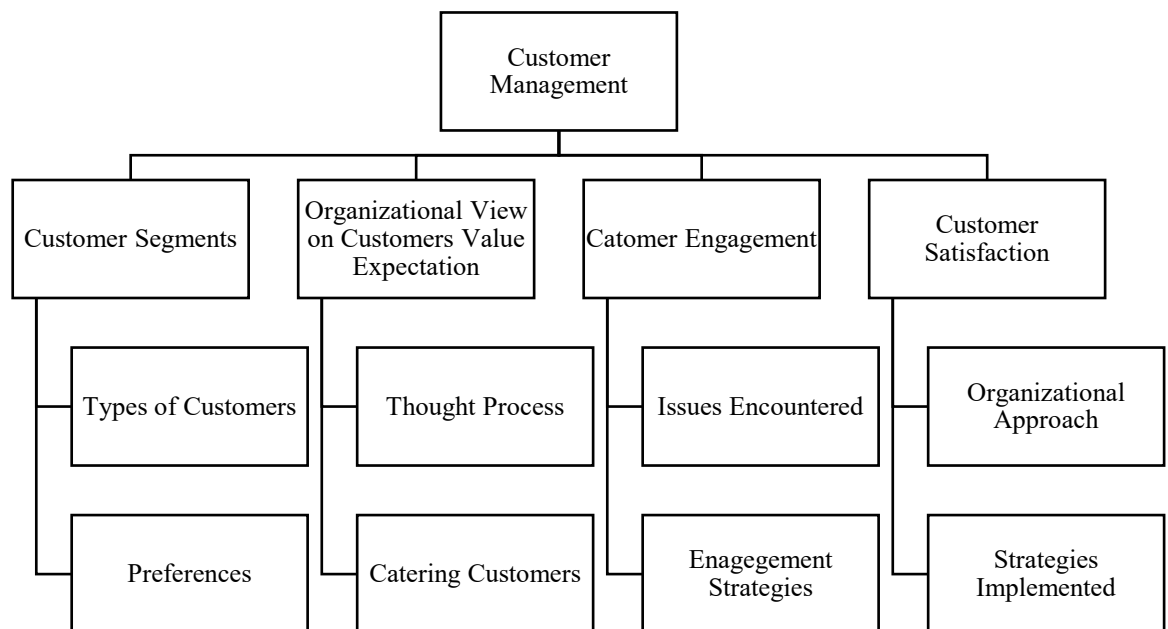 Customer
Management
Customer Segments
Organizational View
on Customers Value
Expectation
Catomer Engagement
Customer
Satisfaction
Types of Customers
Thought Process
Issues Encountered
Organizational
Approach
Preferences
Catering Customers
Enagegement
Strategies
Strategies
Implemented